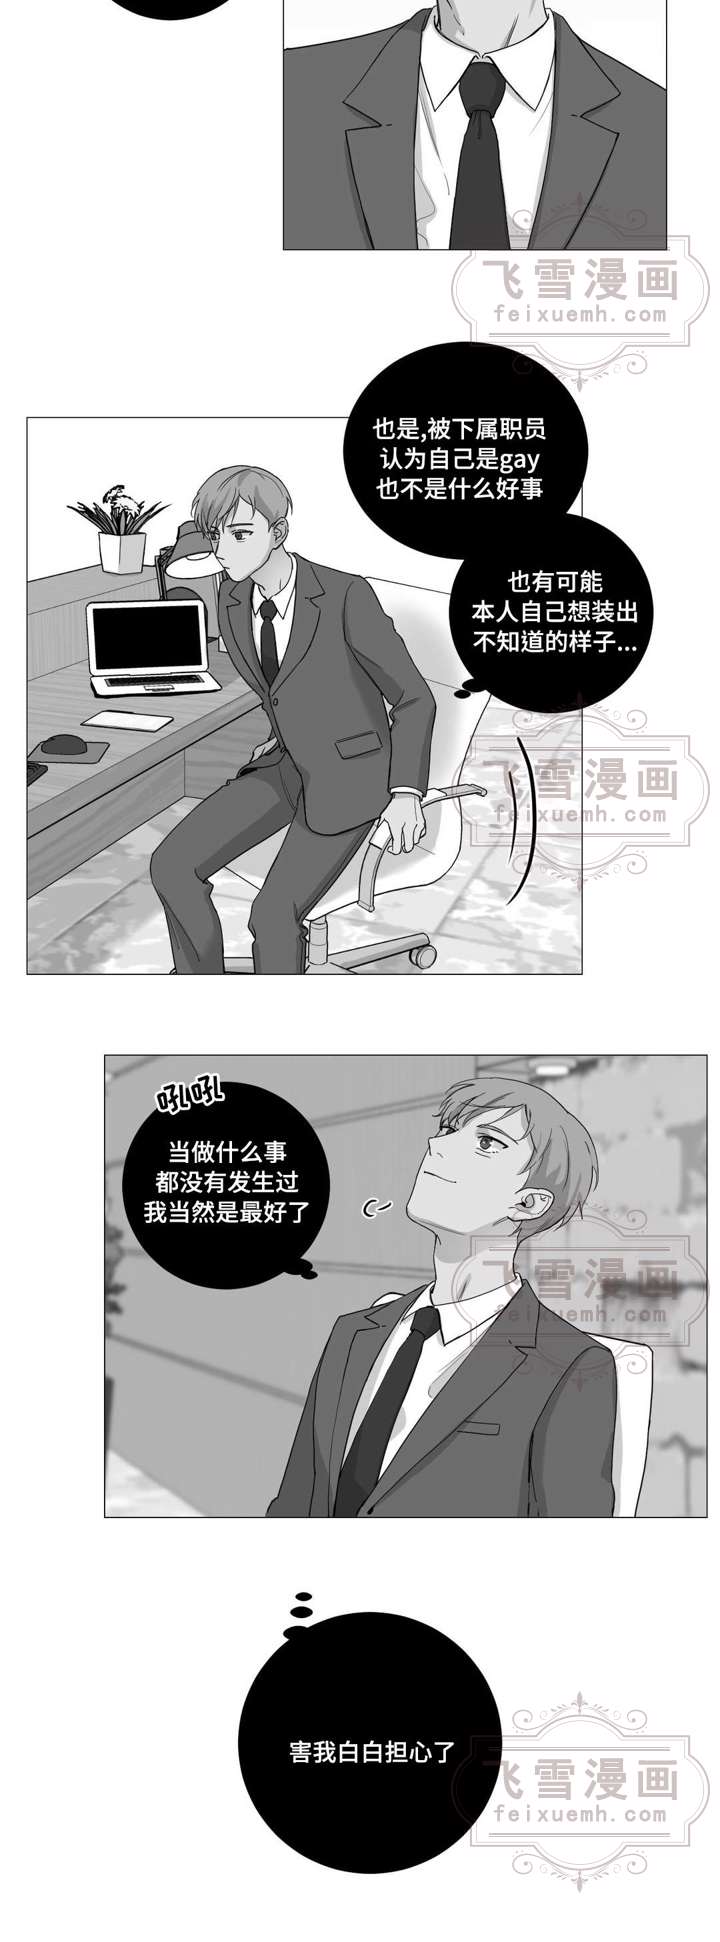 飞雪漫画
feixuemh.com
也是,被下属职员
认为自己是gay
也不是什么好事
也有可能
本人自己想装出
不知道的样子...
飞雪漫画
feixuemh.com
吼吼
当做什么事
都没有发生过
我当然是最好了
飞雪漫画
feixuemh.com
害我白白担心了
飞雪漫画
feixuemh.com